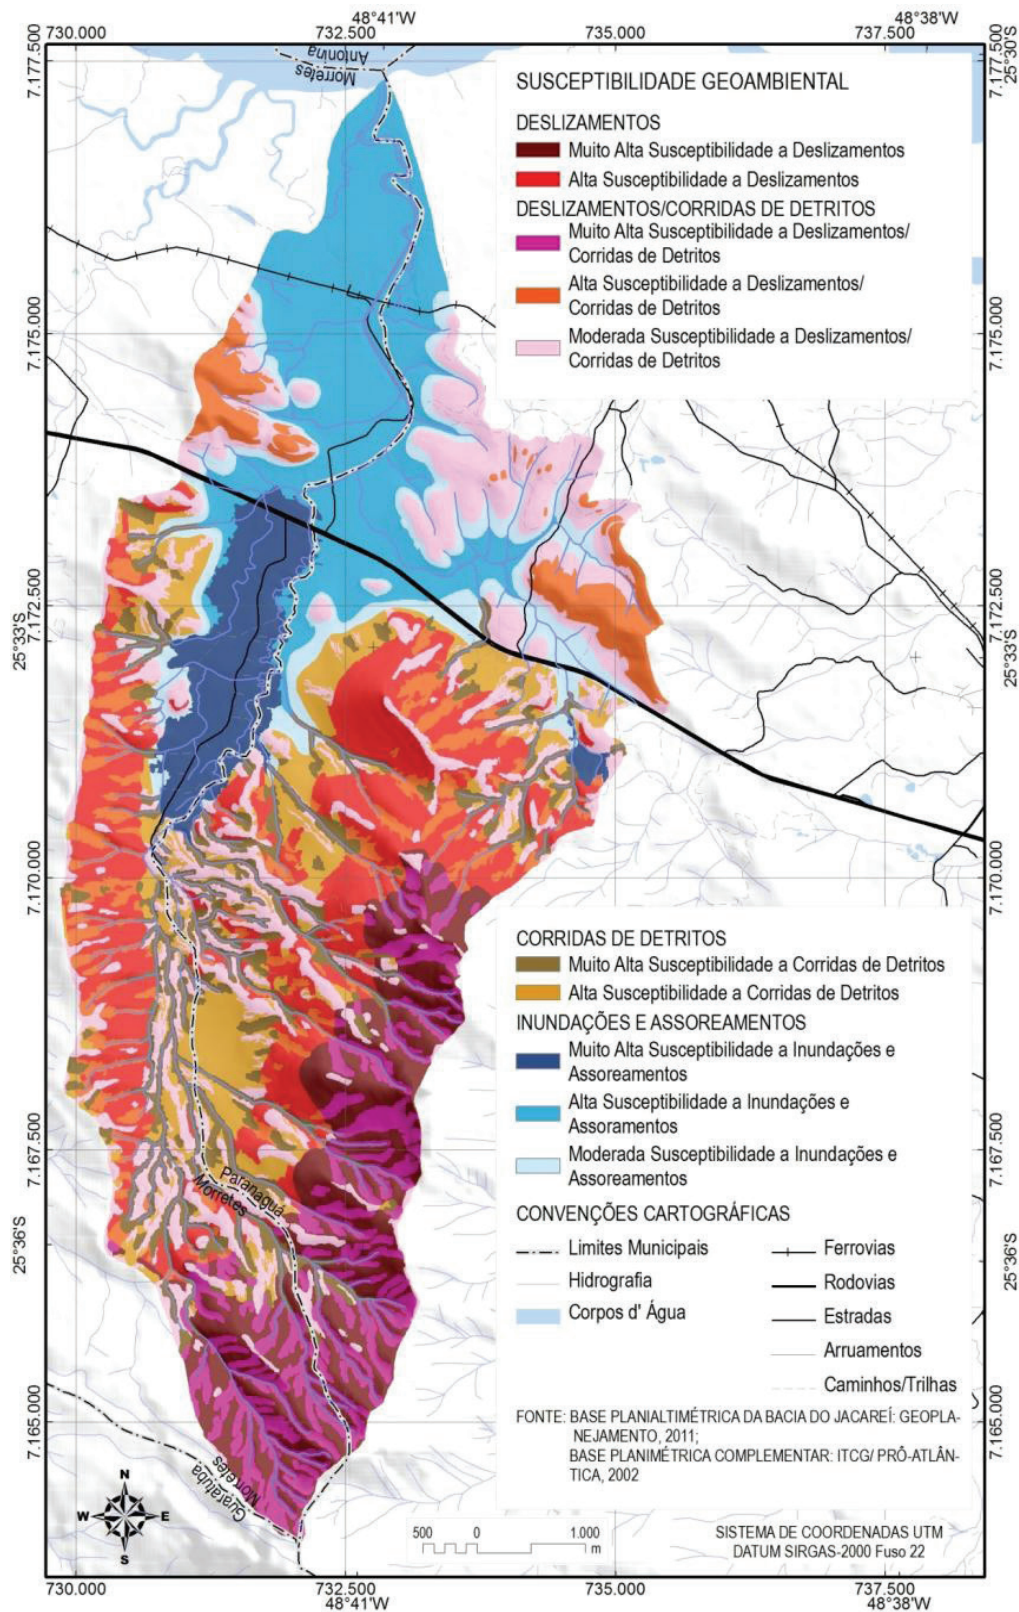 48°41'W
48°38'W
730.000
732.500
735.000
737.500
7.177.500
7.177.500
25°30'S
Antonina
Morretes
SUSCEPTIBILIDADE GEOAMBIENTAL
DESLIZAMENTOS
Muito Alta Susceptibilidade a Deslizamentos
Alta Susceptibilidade a Deslizamentos
DESLIZAMENTOS/CORRIDAS DE DETRITOS
Muito Alta Susceptibilidade a Deslizamentos/
Corridas de Detritos
Alta Susceptibilidade a Deslizamentos/
Corridas de Detritos
Moderada Susceptibilidade a Deslizamentos/
Corridas de Detritos
7.175.000
7.175.000
7.172.500
7.172.500
25°33'S
25°33'S
7.170.000
7.170.000
CORRIDAS DE DETRITOS
Muito Alta Susceptibilidade a Corridas de Detritos
Alta Susceptibilidade a Corridas de Detritos
INUNDAÇÕES E ASSOREAMENTOS
Muito Alta Susceptibilidade a Inundações e
Assoreamentos
Alta Susceptibilidade a Inundações e
Assoramentos
Moderada Susceptibilidade a Inundações e
Assoreamentos
7.167.500
7.167.500
Paranaguá
Morretes
CONVENÇÕES CARTOGRÁFICAS
Limites Municipais
Hidrografia
Corpos d' Água
Ferrovias
Rodovias
Estradas
Arruamentos
Caminhos/Trilhas
25°36'S
25°36'S
7.165.000
7.165.000
FONTE: BASE PLANIALTIMÉTRICA DA BACIA DO JACAREÍ: GEOPLA-
NEJAMENTO, 2011;
BASE PLANIMÉTRICA COMPLEMENTAR: ITCG/ PRÓ-ATLÂN-
TICA, 2002
Morretes
Guaratuba
N
W
E
S
500
0
1.000
m
SISTEMA DE COORDENADAS UTM
DATUM SIRGAS-2000 Fuso 22
730.000
732.500
735.000
737.500
48°41'W
48°38'W